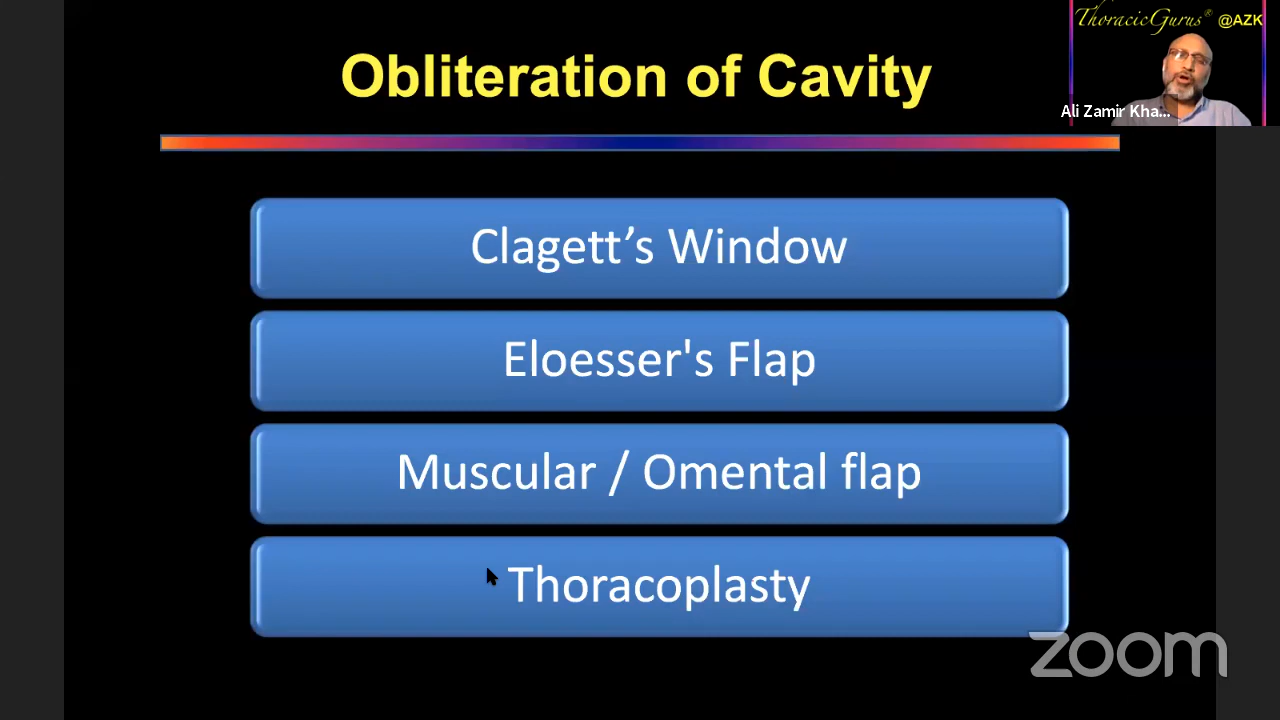 ThoracicGurus® @AZK
Obliteration of Cavity
Ali Zamir Kha...
Clagett’s Window
Eloesser's Flap
Muscular / Omental flap
Thoracoplasty
zoom